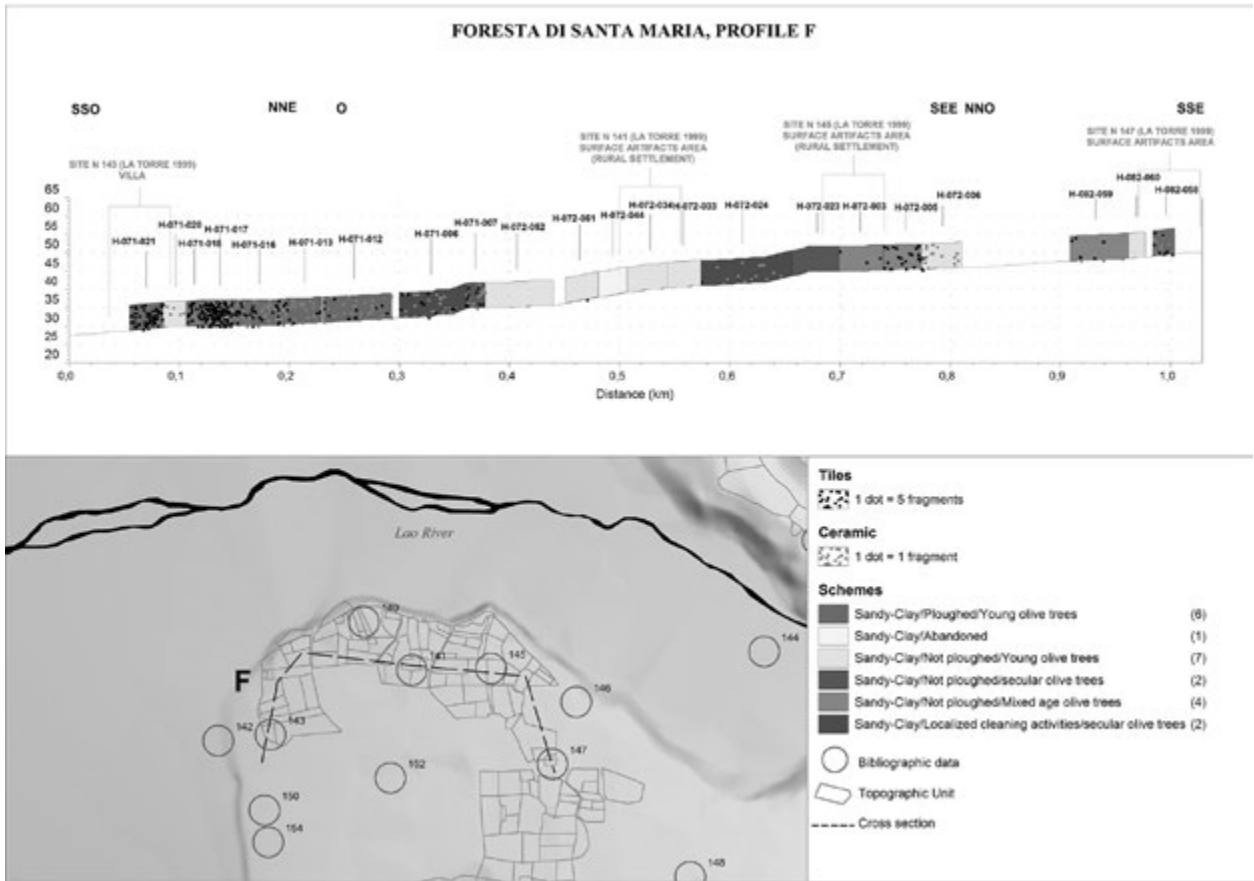 FORESTA DI SANTA MARIA, PROFILE F
SSO NNE O SEE NNO SSE
SITE N 143 (LA TORRE 1999)
VILLA
SITE N 141 (LA TORRE 1999)
SURFACE ARTIFACTS AREA
(RURAL SETTLEMENT)
SITE N 145 (LA TORRE 1999)
SURFACE ARTIFACTS AREA
(RURAL SETTLEMENT)
SITE N 147 (LA TORRE 1999)
SURFACE ARTIFACTS AREA
H-071-021
H-071-020
H-071-018
H-071-017
H-071-016
H-071-013
H-071-012
H-071-006
H-071-007
H-072-052
H-072-051
H-072-044
H-072-034
H-072-033
H-072-024
H-072-023
H-072-003
H-072-005
H-072-006
H-082-059
H-082-060
H-082-058
65
60
55
50
45
40
35
30
25
20
0,0 0,1 0,2 0,3 0,4 0,5 0,6 0,7 0,8 0,9 1,0
Distance (km)
Lao River
F
140
141
145
144
146
142
143
147
152
150
154
148
Tiles
1 dot = 5 fragments
Ceramic
1 dot = 1 fragment
Schemes
Sandy-Clay/Ploughed/Young olive trees (6)
Sandy-Clay/Abandoned (1)
Sandy-Clay/Not ploughed/Young olive trees (7)
Sandy-Clay/Not ploughed/secular olive trees (2)
Sandy-Clay/Not ploughed/Mixed age olive trees (4)
Sandy-Clay/Localized cleaning activities/secular olive trees (2)
Bibliographic data
Topographic Unit
Cross section